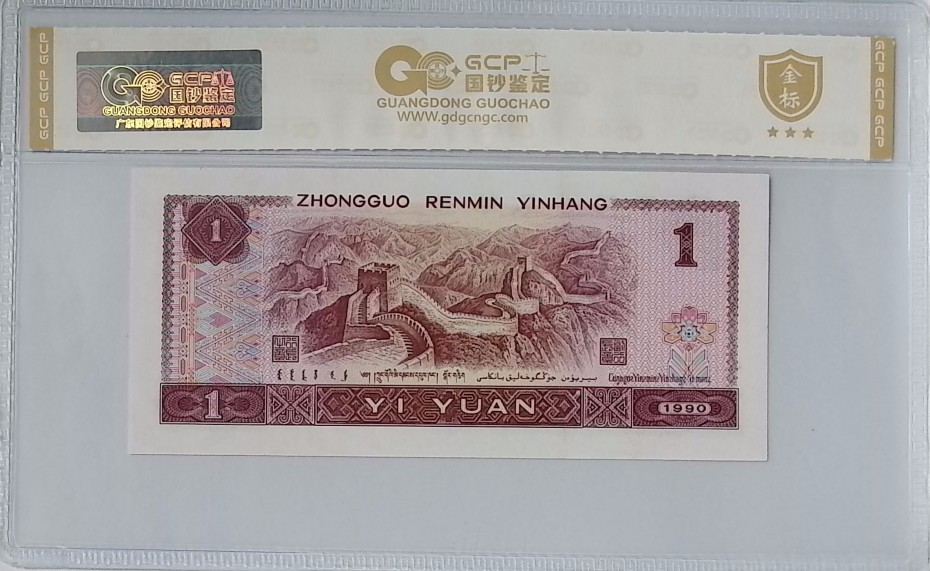 GCP GCP
GCP
国钞鉴定
GUANGDONG GUOCHAO
广东国钞鉴定评估有限公司
GCP
国钞鉴定
GUANGDONG GUOCHAO
www.gdgcngc.com
金
标
GCP GCP GCP
ZHONGGUO RENMIN YINHANG
1
1
1
YI YUAN
1990